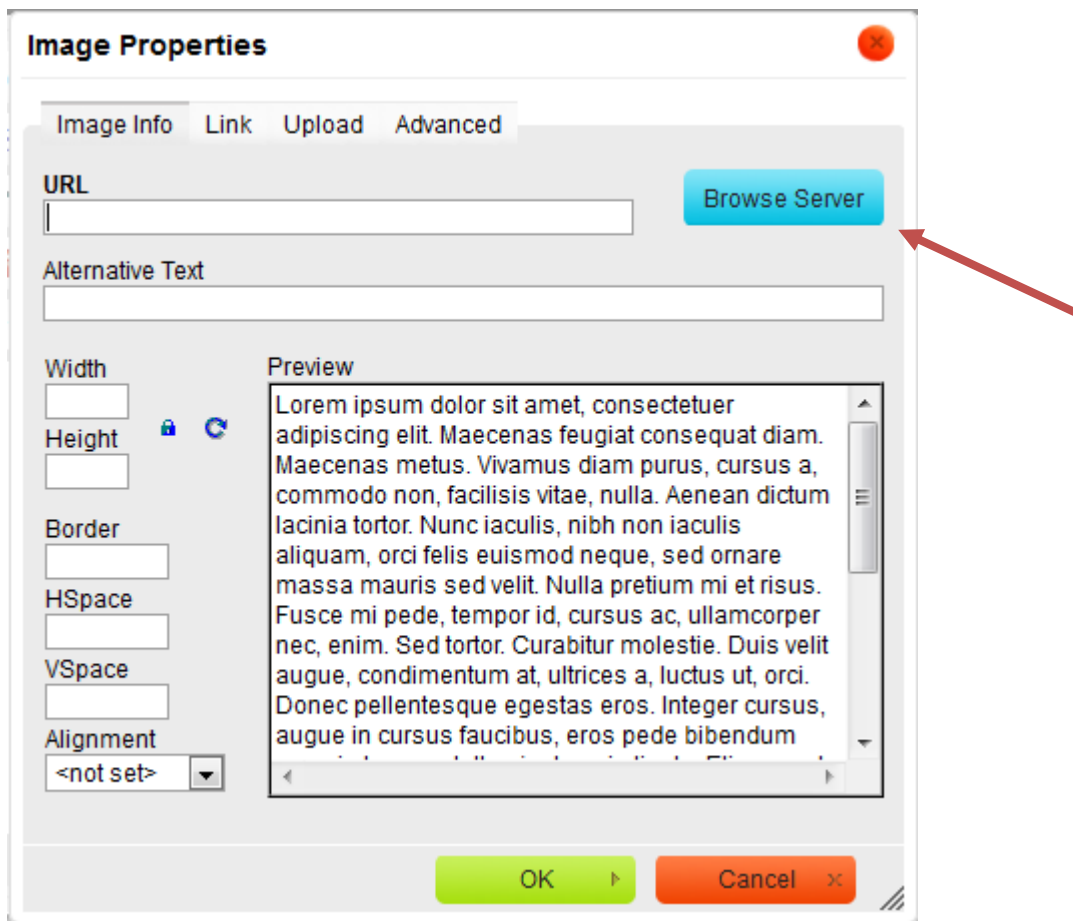 Image Properties
Image Info Link Upload Advanced
URL
Browse Server
Alternative Text
Width
Height
Border
HSpace
VSpace
Alignment
<not set>
Preview
Lorem ipsum dolor sit amet, consectetuer
adipiscing elit. Maecenas feugiat consequat diam.
Maecenas metus. Vivamus diam purus, cursus a,
commodo non, facilisis vitae, nulla. Aenean dictum
lacinia tortor. Nunc iaculis, nibh non iaculis
aliquam, orci felis euismod neque, sed ornare
massa mauris sed velit. Nulla pretium mi et risus.
Fusce mi pede, tempor id, cursus ac, ullamcorper
nec, enim. Sed tortor. Curabitur molestie. Duis velit
augue, condimentum at, ultrices a, luctus ut, orci.
Donec pellentesque egestas eros. Integer cursus,
augue in cursus faucibus, eros pede bibendum
OK
Cancel